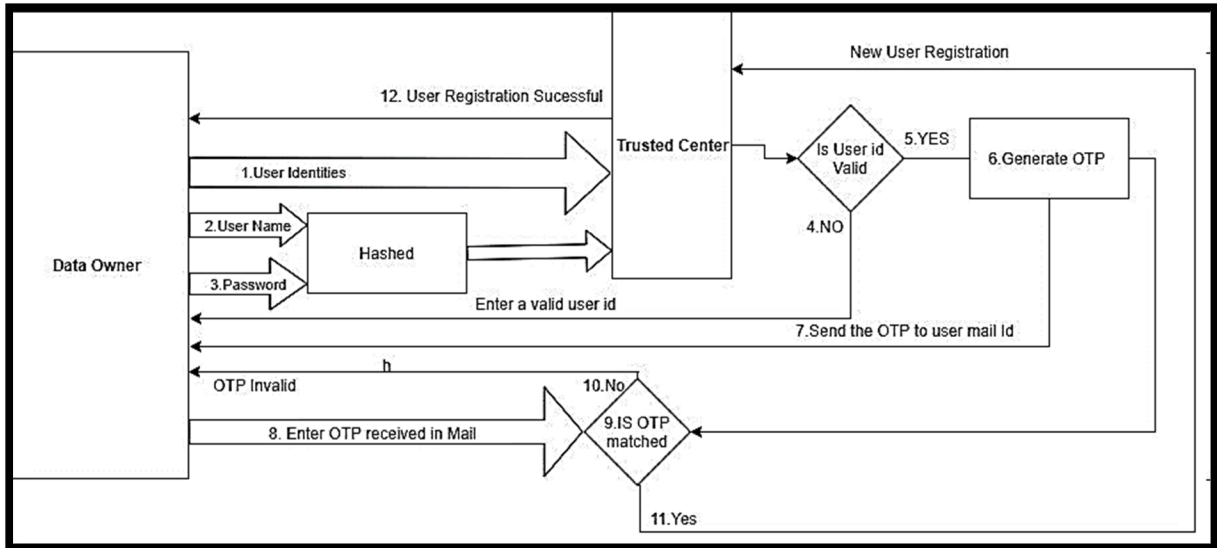 New User Registration
12. User Registration Sucessful
Trusted Center
Is User id
Valid
5.YES
6.Generate OTP
1.User Identities
2.User Name
4.NO
Hashed
Data Owner
3.Password
Enter a valid user id
7.Send the OTP to user mail Id
h
OTP Invalid
10.No
9.IS OTP
matched
8. Enter OTP received in Mail
11.Yes